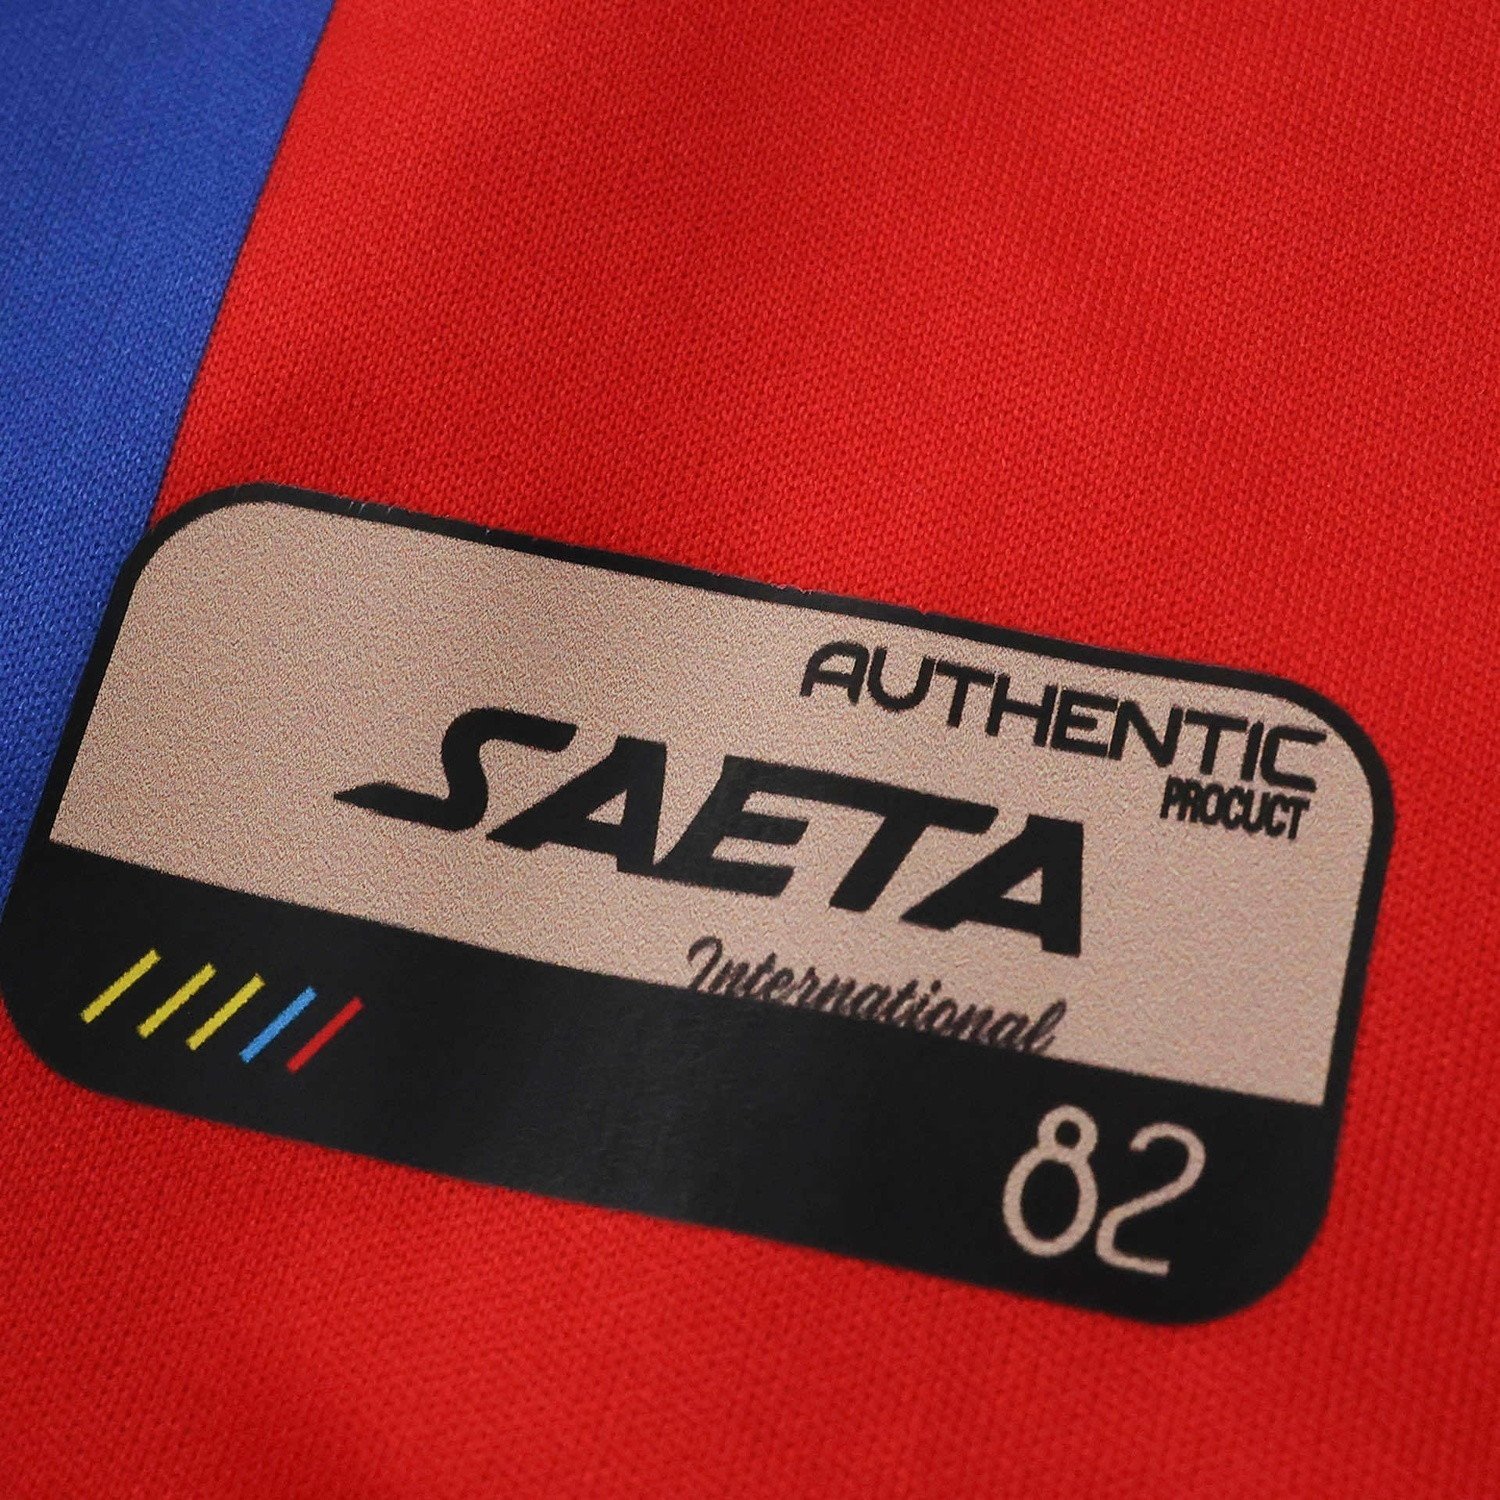 AUTHENTIC
PROCUCT
SAETA
International
82